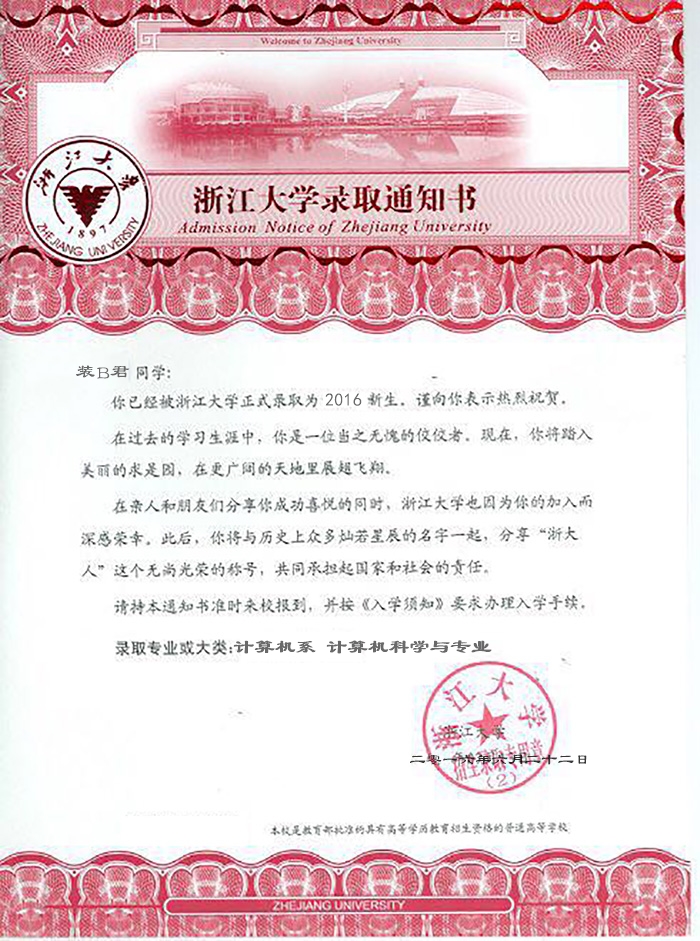 Welcome to Zhejiang University
浙江大学
1897
ZHEJIANG UNIVERSITY
浙江大学录取通知书
Admission Notice of Zhejiang University
装B君 同学:
你已经被浙江大学正式录取为 2016 新生。谨向你表示热烈祝贺。
在过去的学习生涯中，你是一位当之无愧的佼佼者。现在，你将踏入
美丽的求是园，在更广阔的天地里展翅飞翔。
在亲人和朋友们分享你成功喜悦的同时，浙江大学也因为你的加入而
深感荣幸。此后，你将与历史上众多灿若星辰的名字一起，分享“浙大
人”这个无尚光荣的称号，共同承担起国家和社会的责任。
请持本通知书准时来校报到，并按《入学须知》要求办理入学手续。
录取专业或大类:计算机系 计算机科学与专业
浙江大学
浙江大学
二零一六年六月二十二日
招生录取专用章
(2)
本校是教育部批准的具有高等学历教育招生资格的普通高等学校
ZHEJIANG UNIVERSITY